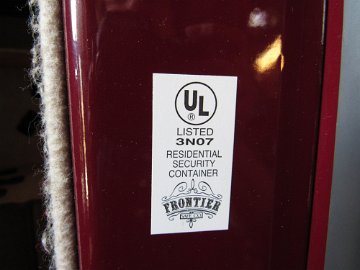 UL
®
LISTED
3N07
RESIDENTIAL
SECURITY
CONTAINER
FRONTIER